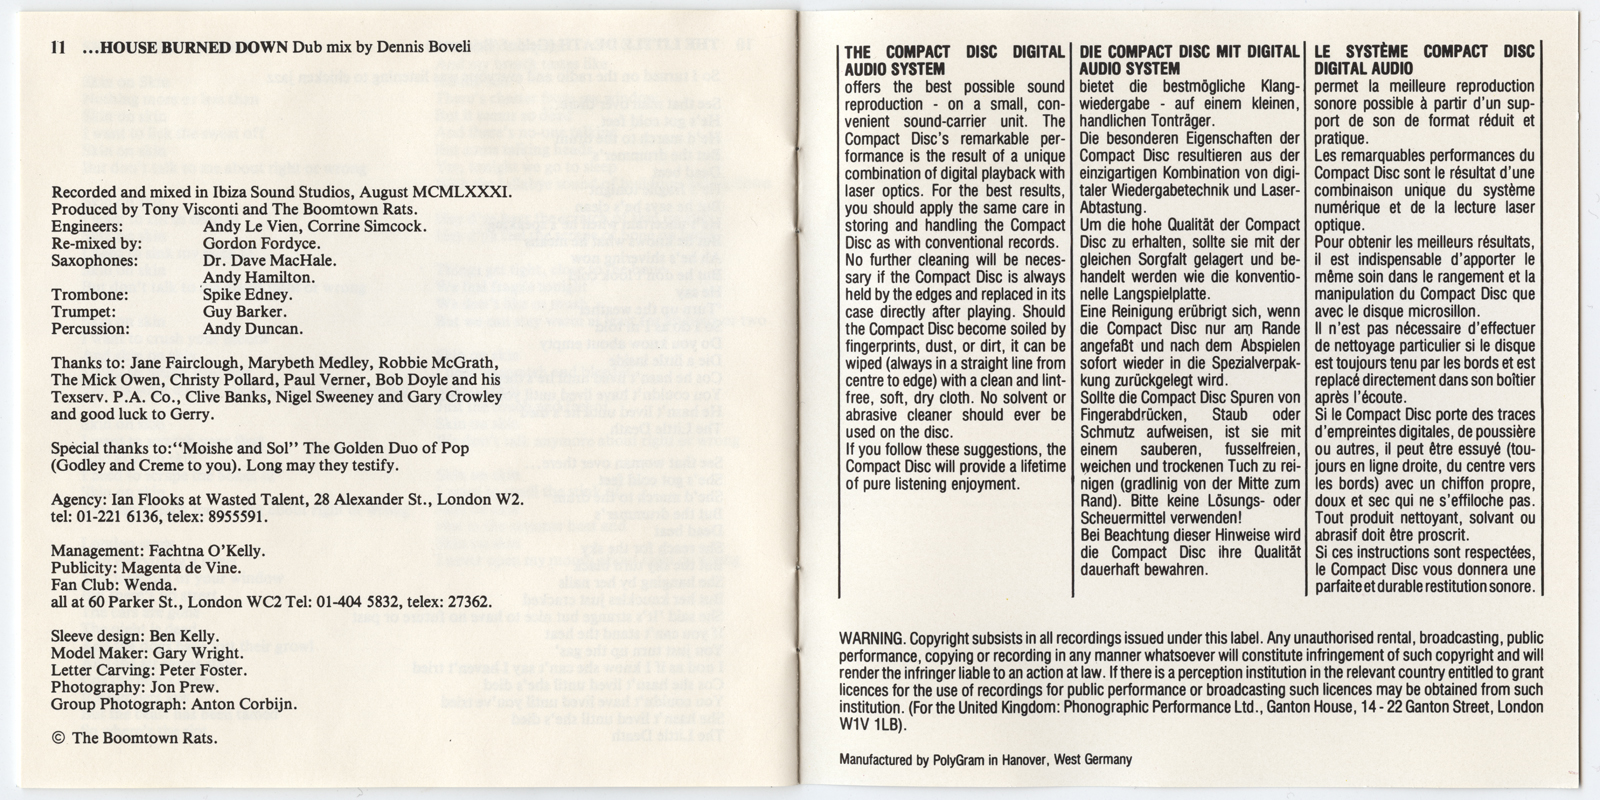 11 ...HOUSE BURNED DOWN Dub mix by Dennis Boveli
Recorded and mixed in Ibiza Sound Studios, August MCMLXXXI.
Produced by Tony Visconti and The Boomtown Rats.
Engineers: Andy Le Vien, Corrine Simcock.
Re-mixed by: Gordon Fordyce.
Saxophones: Dr. Dave MacHale.
Andy Hamilton.
Trombone: Spike Edney.
Trumpet: Guy Barker.
Percussion: Andy Duncan.
Thanks to: Jane Fairclough, Marybeth Medley, Robbie McGrath,
The Mick Owen, Christy Pollard, Paul Verner, Bob Doyle and his
Texserv. P.A. Co., Clive Banks, Nigel Sweeney and Gary Crowley
and good luck to Gerry.
Special thanks to:“Moishe and Sol” The Golden Duo of Pop
(Godley and Creme to you). Long may they testify.
Agency: Ian Flooks at Wasted Talent, 28 Alexander St., London W2.
tel: 01-221 6136, telex: 8955591.
Management: Fachtna O’Kelly.
Publicity: Magenta de Vine.
Fan Club: Wenda.
all at 60 Parker St., London WC2 Tel: 01-404 5832, telex: 27362.
Sleeve design: Ben Kelly.
Model Maker: Gary Wright.
Letter Carving: Peter Foster.
Photography: Jon Prew.
Group Photograph: Anton Corbijn.
© The Boomtown Rats.
THE COMPACT DISC DIGITAL
AUDIO SYSTEM
offers the best possible sound
reproduction - on a small, con-
venient sound-carrier unit. The
Compact Disc's remarkable per-
formance is the result of a unique
combination of digital playback with
laser optics. For the best results,
you should apply the same care in
storing and handling the Compact
Disc as with conventional records.
No further cleaning will be neces-
sary if the Compact Disc is always
held by the edges and replaced in its
case directly after playing. Should
the Compact Disc become soiled by
fingerprints, dust, or dirt, it can be
wiped (always in a straight line from
centre to edge) with a clean and lint-
free, soft, dry cloth. No solvent or
abrasive cleaner should ever be
used on the disc.
If you follow these suggestions, the
Compact Disc will provide a lifetime
of pure listening enjoyment.
DIE COMPACT DISC MIT DIGITAL
AUDIO SYSTEM
bietet die bestmögliche Klang-
wiedergabe - auf einem kleinen,
handlichen Tonträger.
Die besonderen Eigenschaften der
Compact Disc resultieren aus der
einzigartigen Kombination von digi-
taler Wiedergabetechnik und Laser-
Abtastung.
Um die hohe Qualität der Compact
Disc zu erhalten, sollte sie mit der
gleichen Sorgfalt gelagert und be-
handelt werden wie die konventio-
nelle Langspielplatte.
Eine Reinigung erübrigt sich, wenn
die Compact Disc nur am Rande
angefaßt und nach dem Abspielen
sofort wieder in die Spezialverpak-
kung zurückgelegt wird.
Sollte die Compact Disc Spuren von
Fingerabdrücken, Staub oder
Schmutz aufweisen, ist sie mit
einem sauberen, fusselfreien,
weichen und trockenen Tuch zu rei-
nigen (gradlinig von der Mitte zum
Rand). Bitte keine Lösungs- oder
Scheuermittel verwenden!
Bei Beachtung dieser Hinweise wird
die Compact Disc ihre Qualität
dauerhaft bewahren.
LE SYSTÈME COMPACT DISC
DIGITAL AUDIO
permet la meilleure reproduction
sonore possible à partir d'un sup-
port de son de format réduit et
pratique.
Les remarquables performances du
Compact Disc sont le résultat d'une
combinaison unique du système
numérique et de la lecture laser
optique.
Pour obtenir les meilleurs résultats,
il est indispensable d'apporter le
même soin dans le rangement et la
manipulation du Compact Disc que
avec le disque microsillon.
Il n'est pas nécessaire d'effectuer
de nettoyage particulier si le disque
est toujours tenu par les bords et est
replacé directement dans son boîtier
après l'écoute.
Si le Compact Disc porte des traces
d'empreintes digitales, de poussière
ou autres, il peut être essuyé (tou-
jours en ligne droite, du centre vers
les bords) avec un chiffon propre,
doux et sec qui ne s'effiloche pas.
Tout produit nettoyant, solvant ou
abrasif doit être proscrit.
Si ces instructions sont respectées,
le Compact Disc vous donnera une
parfaite et durable restitution sonore.
WARNING. Copyright subsists in all recordings issued under this label. Any unauthorised rental, broadcasting, public
performance, copying or recording in any manner whatsoever will constitute infringement of such copyright and will
render the infringer liable to an action at law. If there is a perception institution in the relevant country entitled to grant
licences for the use of recordings for public performance or broadcasting such licences may be obtained from such
institution. (For the United Kingdom: Phonographic Performance Ltd., Ganton House, 14 - 22 Ganton Street, London
W1V 1LB).
Manufactured by PolyGram in Hanover, West Germany